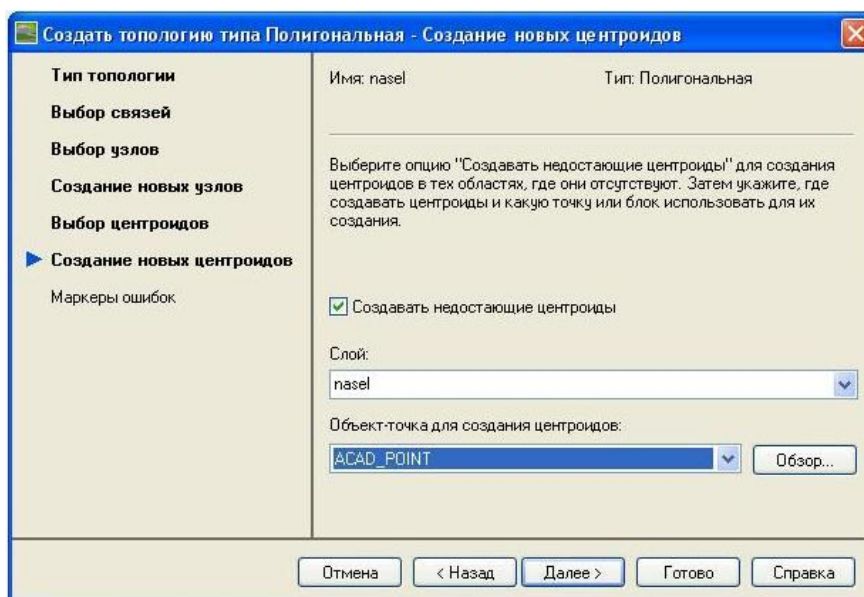 Создать топологию типа Полигональная - Создание новых центроидов
Тип топологии
Выбор связей
Выбор узлов
Создание новых узлов
Выбор центроидов
Создание новых центроидов
Маркеры ошибок
Имя: nasel
Тип: Полигональная
Выберите опцию "Создавать недостающие центроиды" для создания
центроидов в тех областях, где они отсутствуют. Затем укажите, где
создавать центроиды и какую точку или блок использовать для их
создания.
Создавать недостающие центроиды
Слой:
nasel
Объект-точка для создания центроидов:
ACAD_POINT
Обзор...
Отмена
< Назад
Далее >
Готово
Справка